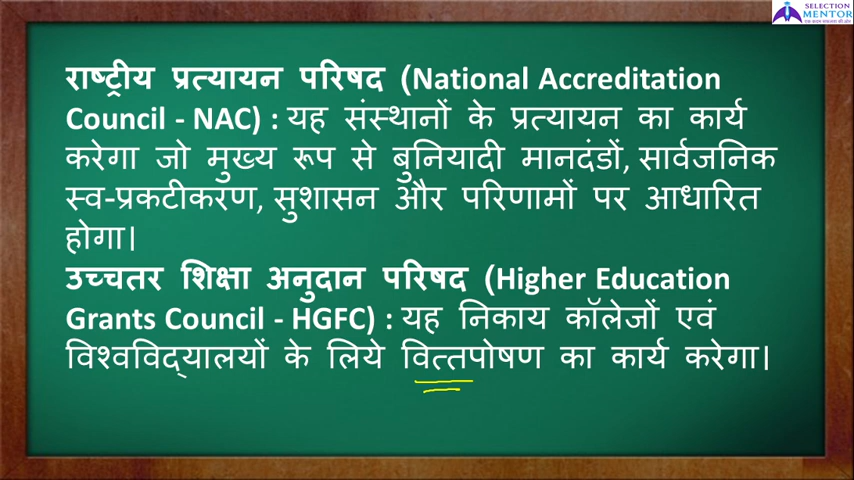 SELECTION
MENTOR
राष्ट्रीय प्रत्यायन परिषद (National Accreditation
Council - NAC) : यह संस्थानों के प्रत्यायन का कार्य
करेगा जो मुख्य रूप से बुनियादी मानदंडों, सार्वजनिक
स्व-प्रकटीकरण, सुशासन और परिणामों पर आधारित
होगा।
उच्चतर शिक्षा अनुदान परिषद (Higher Education
Grants Council - HGFC) : यह निकाय कॉलेजों एवं
विश्वविद्यालयों के लिये वित्तपोषण का कार्य करेगा।